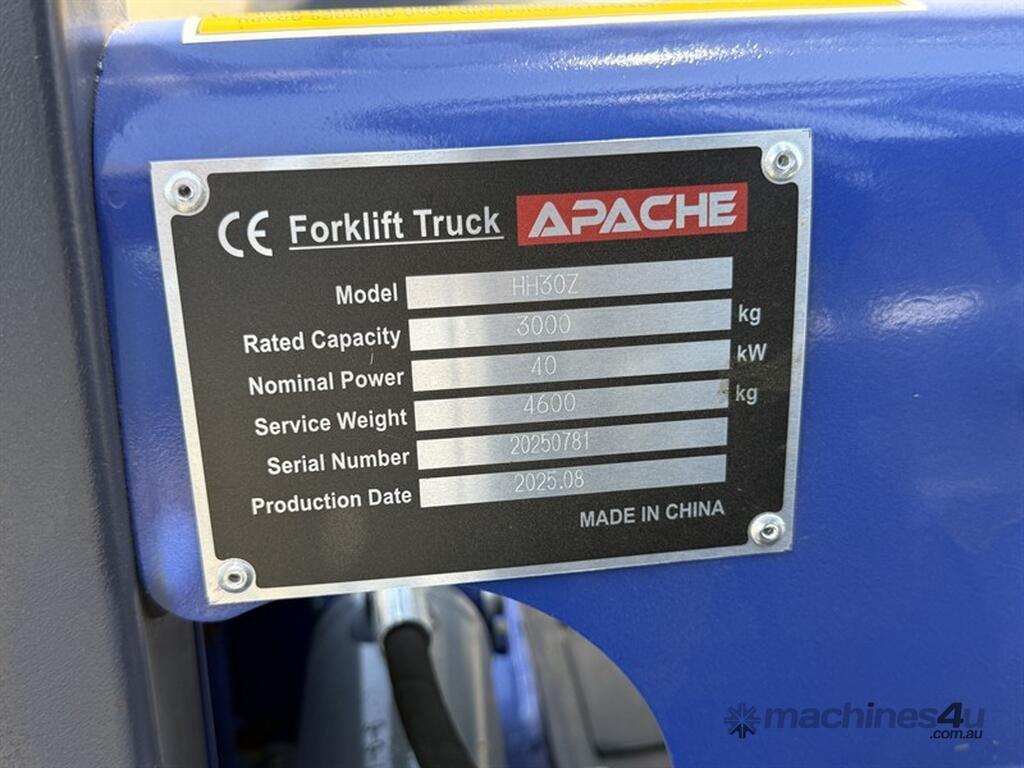 CE Forklift Truck APACHE
Model HH30Z
Rated Capacity 3000 kg
Nominal Power 40 kW
Service Weight 4600 kg
Serial Number 20250781
Production Date 2025.08
MADE IN CHINA
machines4u
.com.au